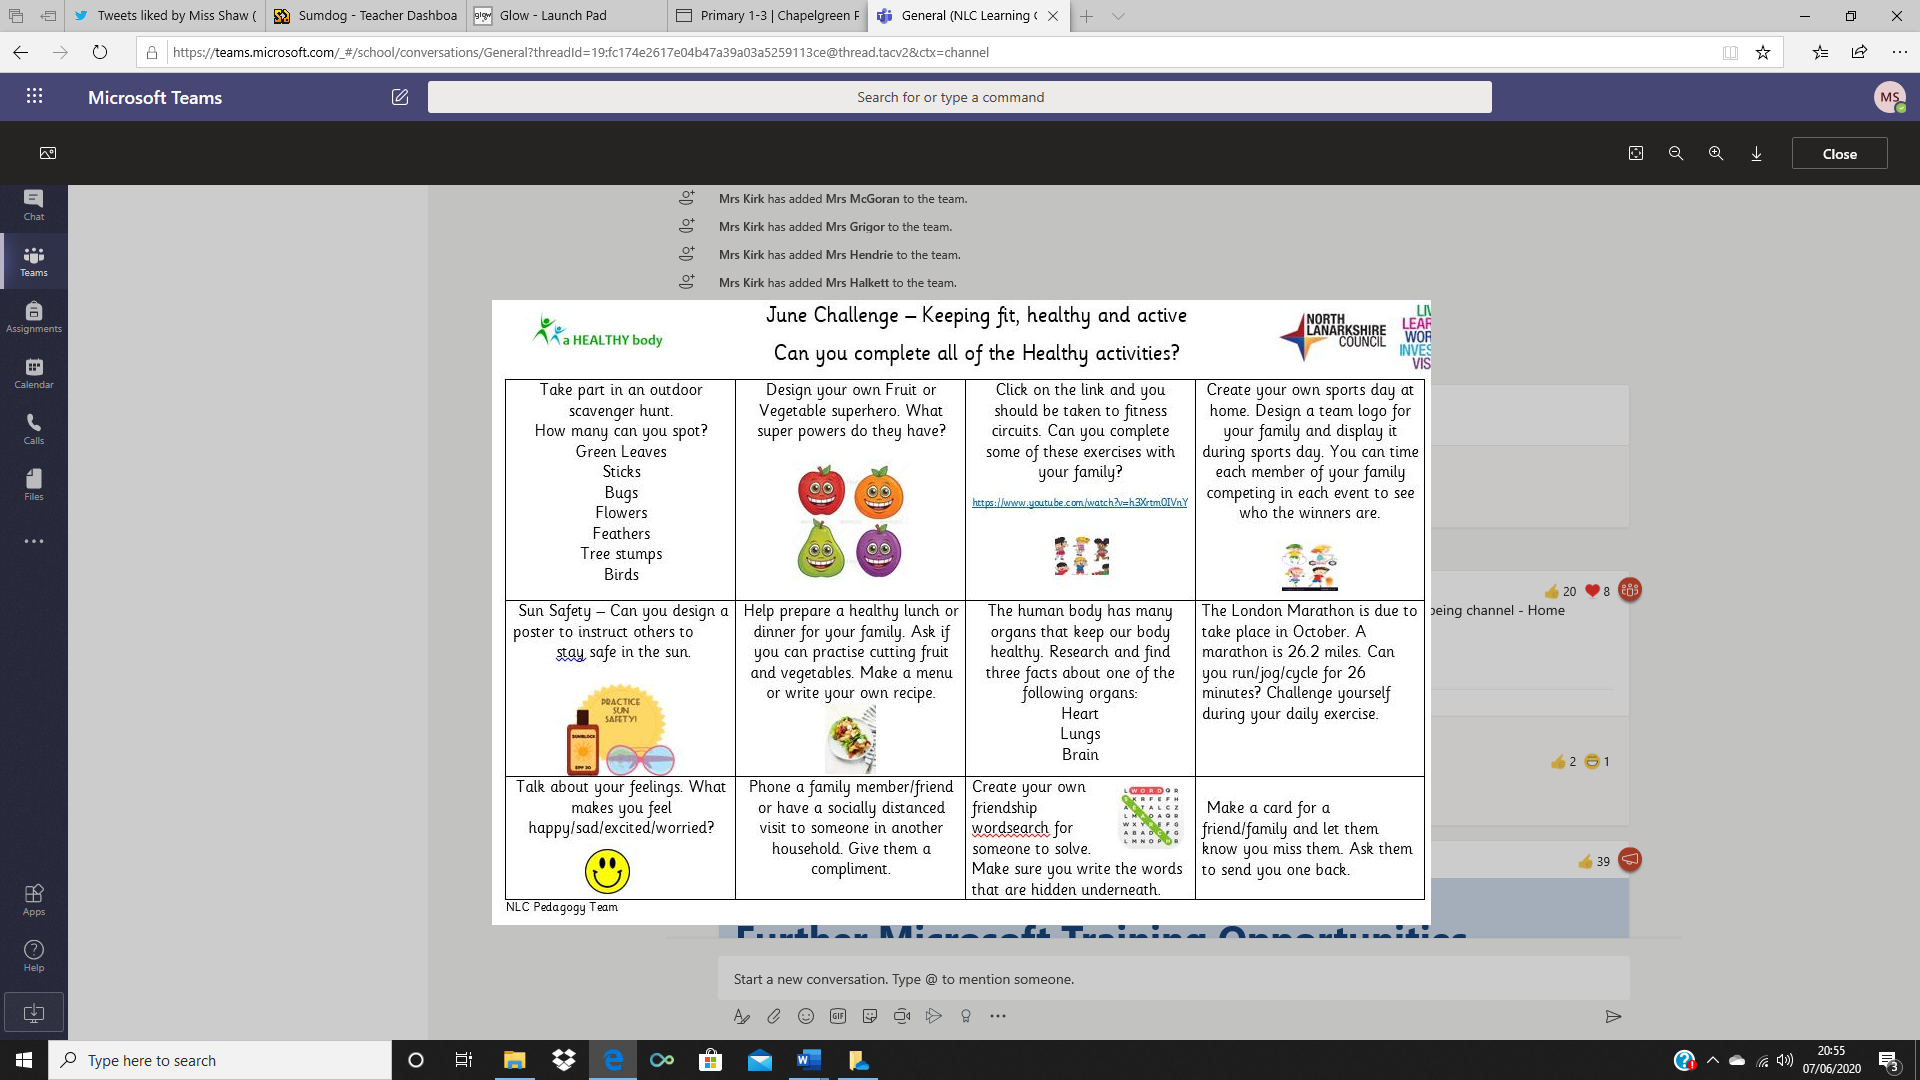 Tweets liked by Miss Shaw (
Sumdog - Teacher Dashboa
Glow - Launch Pad
Primary 1-3 | Chapelgreen P
General (NLC Learning C
https://teams.microsoft.com/_#/school/conversations/General?threadId=19:fc174e2617e04b47a39a03a5259113ce@thread.tacv2&ctx=channel
Microsoft Teams
Search for or type a command
MS
Close
Chat
Teams
Assignments
Calendar
Calls
Files
Apps
Help
Mrs Kirk has added Mrs McGoran to the team.
Mrs Kirk has added Mrs Grigor to the team.
Mrs Kirk has added Mrs Hendrie to the team.
Mrs Kirk has added Mrs Halkett to the team.
a HEALTHY body
June Challenge – Keeping fit, healthy and active
Can you complete all of the Healthy activities?
NORTH
LANARKSHIRE
COUNCIL
LI
LEAR
WOR
INVES
VIS
Take part in an outdoor
scavenger hunt.
How many can you spot?
Green Leaves
Sticks
Bugs
Flowers
Feathers
Tree stumps
Birds
Design your own Fruit or
Vegetable superhero. What
super powers do they have?
Click on the link and you
should be taken to fitness
circuits. Can you complete
some of these exercises with
your family?
https://www.youtube.com/watch?v=h3Xrtm0IVnY
Create your own sports day at
home. Design a team logo for
your family and display it
during sports day. You can time
each member of your family
competing in each event to see
who the winners are.
Sun Safety – Can you design a
poster to instruct others to
stay safe in the sun.
PRACTICE
SUN
SAFETY!
SUNBLOCK
SPF 30
Help prepare a healthy lunch or
dinner for your family. Ask if
you can practise cutting fruit
and vegetables. Make a menu
or write your own recipe.
The human body has many
organs that keep our body
healthy. Research and find
three facts about one of the
following organs:
Heart
Lungs
Brain
The London Marathon is due to
take place in October. A
marathon is 26.2 miles. Can
you run/jog/cycle for 26
minutes? Challenge yourself
during your daily exercise.
Talk about your feelings. What
makes you feel
happy/sad/excited/worried?
Phone a family member/friend
or have a socially distanced
visit to someone in another
household. Give them a
compliment.
Create your own
friendship
wordsearch for
someone to solve.
Make sure you write the words
that are hidden underneath.
Make a card for a
friend/family and let them
know you miss them. Ask them
to send you one back.
NLC Pedagogy Team
20
8
being channel - Home
2
1
39
Further Microsoft Training Opportunities
Start a new conversation. Type @ to mention someone.
GIF
Type here to search
20:55
07/06/2020
3